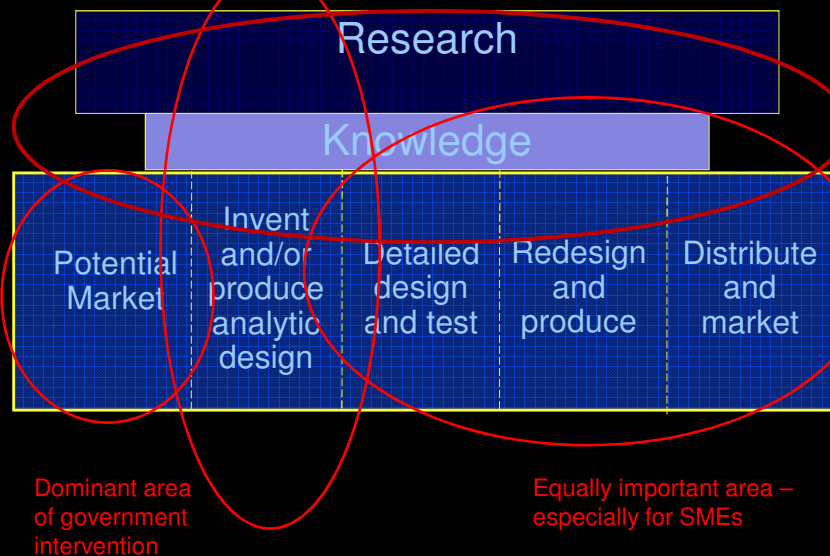 Research
Knowledge
Potential
Market
Invent
and/or
produce
analytic
design
Detailed
design
and test
Redesign
and
produce
Distribute
and
market
Dominant area
of government
intervention
Equally important area –
especially for SMEs